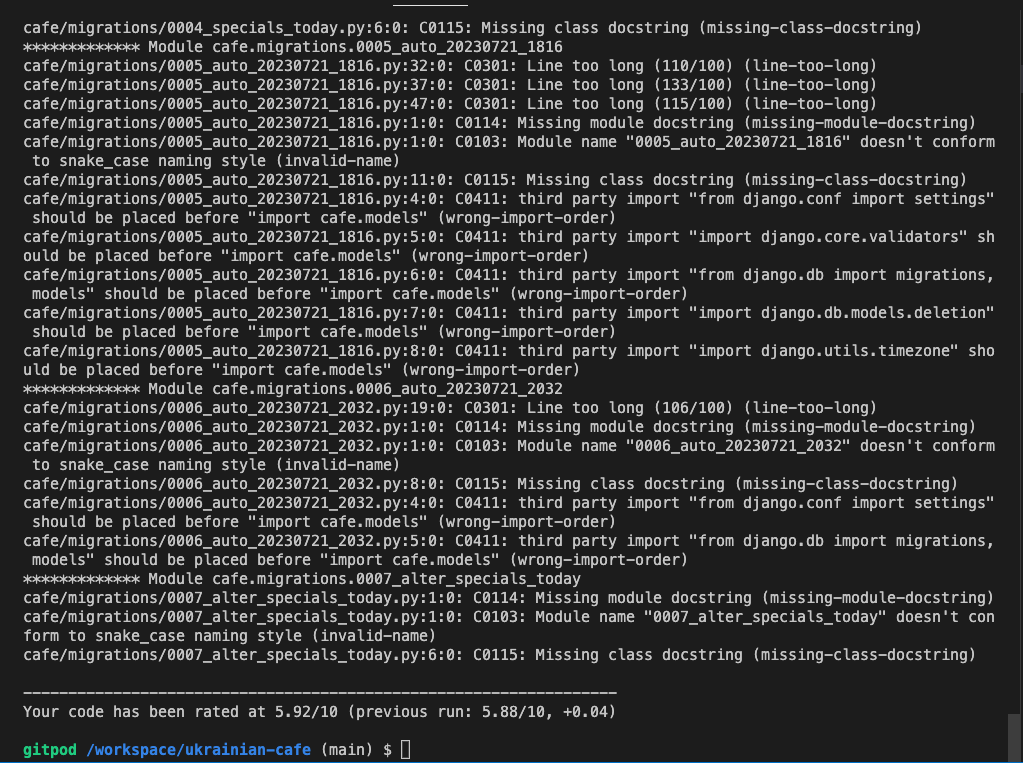 cafe/migrations/0004_specials_today.py:6:0: C0115: Missing class docstring (missing-class-docstring)
************* Module cafe.migrations.0005_auto_20230721_1816
cafe/migrations/0005_auto_20230721_1816.py:32:0: C0301: Line too long (110/100) (line-too-long)
cafe/migrations/0005_auto_20230721_1816.py:37:0: C0301: Line too long (133/100) (line-too-long)
cafe/migrations/0005_auto_20230721_1816.py:47:0: C0301: Line too long (115/100) (line-too-long)
cafe/migrations/0005_auto_20230721_1816.py:1:0: C0114: Missing module docstring (missing-module-docstring)
cafe/migrations/0005_auto_20230721_1816.py:1:0: C0103: Module name "0005_auto_20230721_1816" doesn't conform
 to snake_case naming style (invalid-name)
cafe/migrations/0005_auto_20230721_1816.py:11:0: C0115: Missing class docstring (missing-class-docstring)
cafe/migrations/0005_auto_20230721_1816.py:4:0: C0411: third party import "from django.conf import settings"
 should be placed before "import cafe.models" (wrong-import-order)
cafe/migrations/0005_auto_20230721_1816.py:5:0: C0411: third party import "import django.core.validators" sh
ould be placed before "import cafe.models" (wrong-import-order)
cafe/migrations/0005_auto_20230721_1816.py:6:0: C0411: third party import "from django.db import migrations,
 models" should be placed before "import cafe.models" (wrong-import-order)
cafe/migrations/0005_auto_20230721_1816.py:7:0: C0411: third party import "import django.db.models.deletion"
 should be placed before "import cafe.models" (wrong-import-order)
cafe/migrations/0005_auto_20230721_1816.py:8:0: C0411: third party import "import django.utils.timezone" sho
uld be placed before "import cafe.models" (wrong-import-order)
************* Module cafe.migrations.0006_auto_20230721_2032
cafe/migrations/0006_auto_20230721_2032.py:19:0: C0301: Line too long (106/100) (line-too-long)
cafe/migrations/0006_auto_20230721_2032.py:1:0: C0114: Missing module docstring (missing-module-docstring)
cafe/migrations/0006_auto_20230721_2032.py:1:0: C0103: Module name "0006_auto_20230721_2032" doesn't conform
 to snake_case naming style (invalid-name)
cafe/migrations/0006_auto_20230721_2032.py:8:0: C0115: Missing class docstring (missing-class-docstring)
cafe/migrations/0006_auto_20230721_2032.py:4:0: C0411: third party import "from django.conf import settings"
 should be placed before "import cafe.models" (wrong-import-order)
cafe/migrations/0006_auto_20230721_2032.py:5:0: C0411: third party import "from django.db import migrations,
 models" should be placed before "import cafe.models" (wrong-import-order)
************* Module cafe.migrations.0007_alter_specials_today
cafe/migrations/0007_alter_specials_today.py:1:0: C0114: Missing module docstring (missing-module-docstring)
cafe/migrations/0007_alter_specials_today.py:1:0: C0103: Module name "0007_alter_specials_today" doesn't con
form to snake_case naming style (invalid-name)
cafe/migrations/0007_alter_specials_today.py:6:0: C0115: Missing class docstring (missing-class-docstring)
------------------------------------------------------------------
Your code has been rated at 5.92/10 (previous run: 5.88/10, +0.04)
gitpod /workspace/ukrainian-cafe (main) $